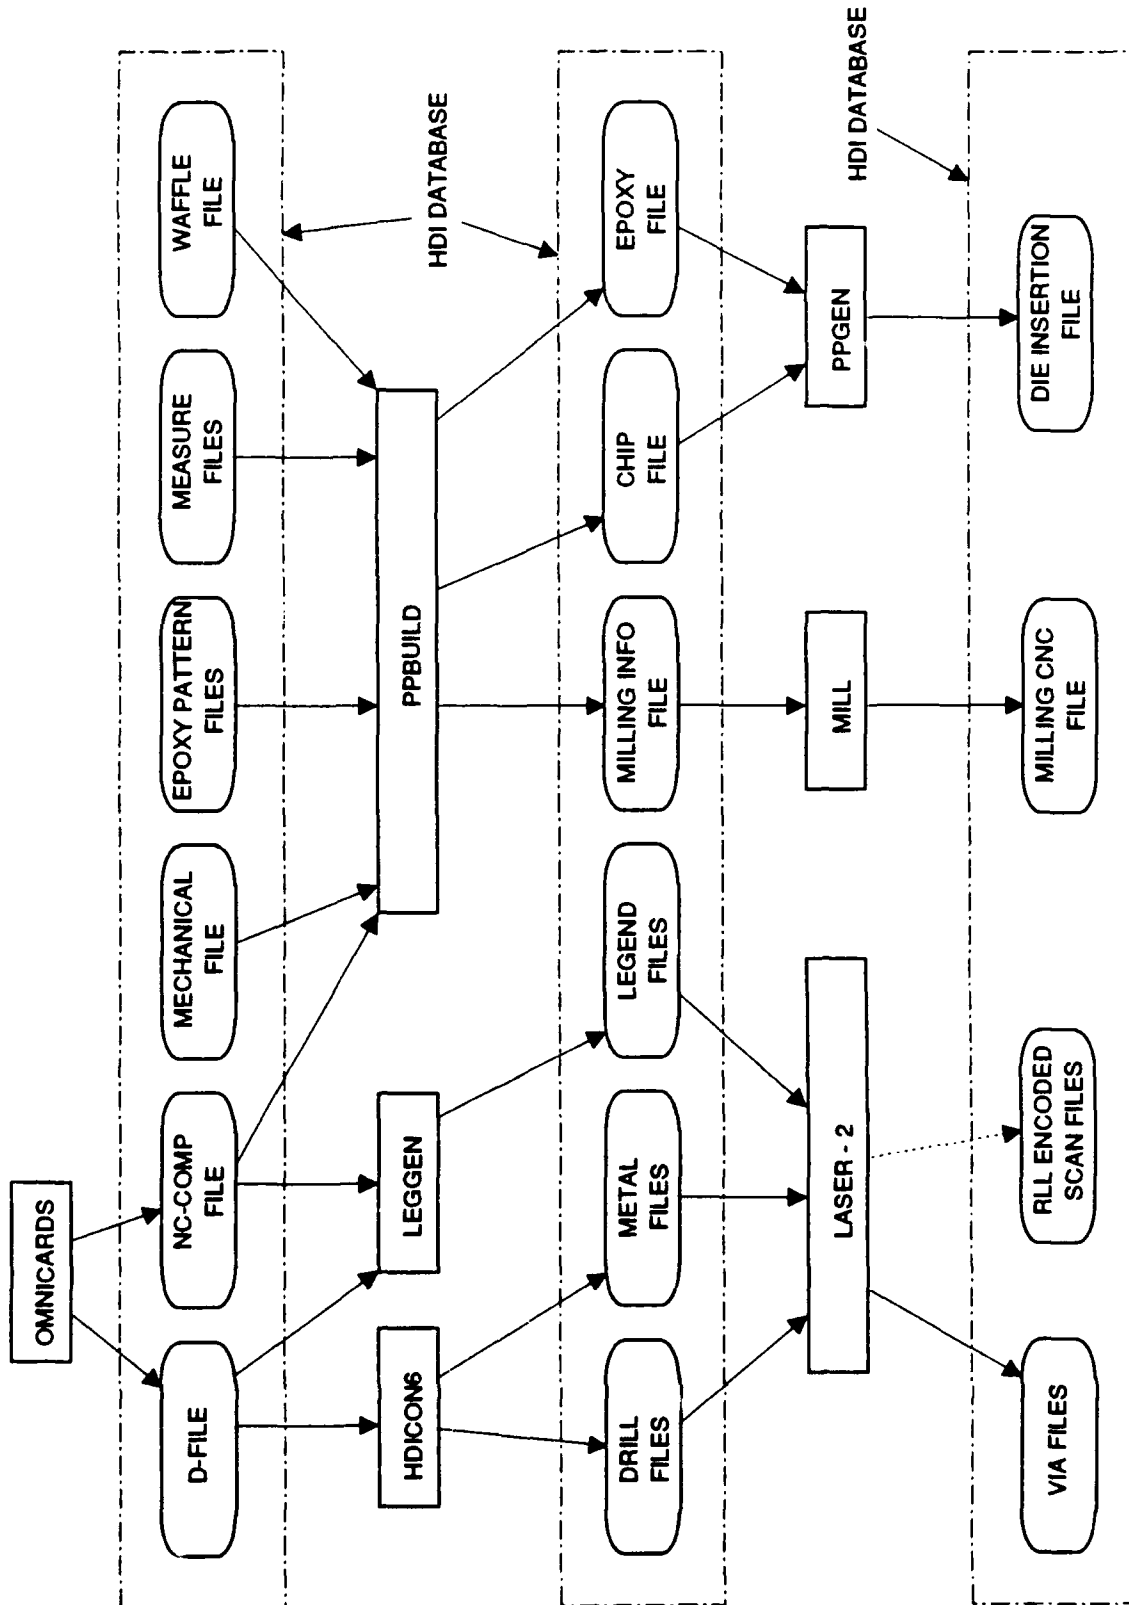 OMNICARDS
D-FILE
NC-COMP
FILE
MECHANICAL
FILE
EPOXY PATTERN
FILES
MEASURE
FILES
WAFFLE
FILE
HDICON6
LEGGEN
PPBUILD
HDI DATABASE
DRILL
FILES
METAL
FILES
LEGEND
FILES
MILLING INFO
FILE
CHIP
FILE
EPOXY
FILE
LASER - 2
MILL
PPGEN
HDI DATABASE
VIA FILES
RLL ENCODED
SCAN FILES
MILLING CNC
FILE
DIE INSERTION
FILE